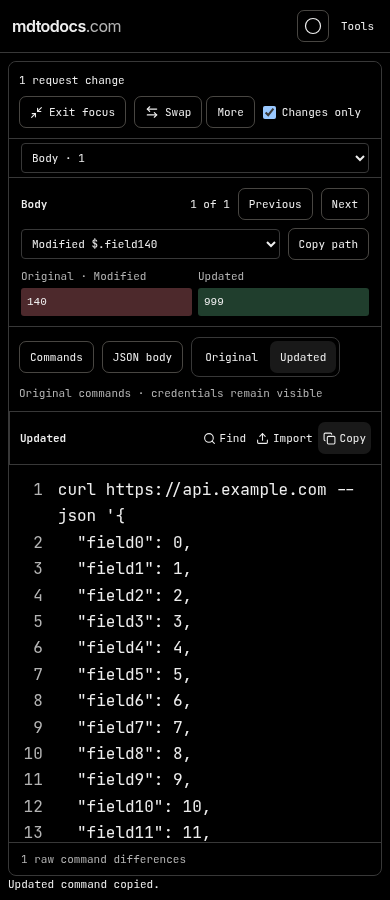 mdtodocs.com
Tools
1 request change
Exit focus
Swap
More
Changes only
Body · 1
Body
1 of 1
Previous
Next
Modified $.field140
Copy path
Original · Modified
Updated
140
999
Commands
JSON body
Original
Updated
Original commands · credentials remain visible
Updated
Find
Import
Copy
1 curl https://api.example.com --
json '{
2 "field0": 0,
3 "field1": 1,
4 "field2": 2,
5 "field3": 3,
6 "field4": 4,
7 "field5": 5,
8 "field6": 6,
9 "field7": 7,
10 "field8": 8,
11 "field9": 9,
12 "field10": 10,
13 "field11": 11,
1 raw command differences
Updated command copied.